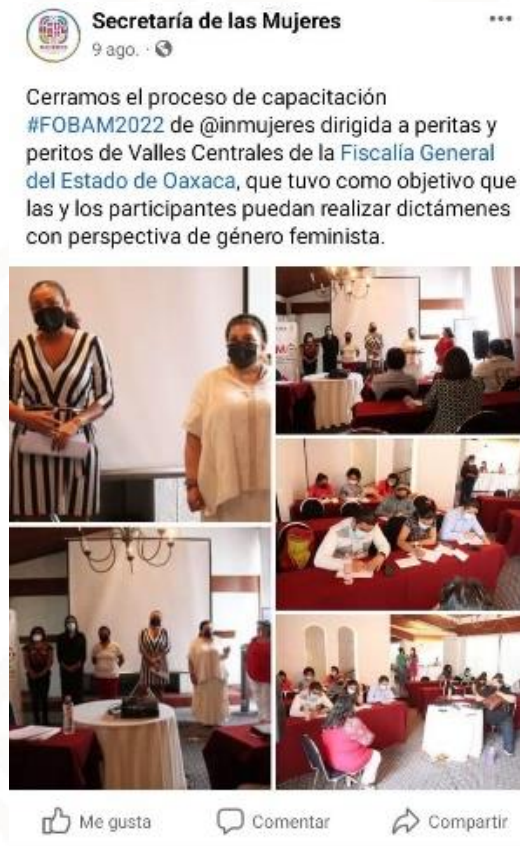 Secretaría de las Mujeres
9 ago. ·
Cerramos el proceso de capacitación
#FOBAM2022 de @inmujeres dirigida a peritas y
peritos de Valles Centrales de la Fiscalía General
del Estado de Oaxaca, que tuvo como objetivo que
las y los participantes puedan realizar dictámenes
con perspectiva de género feminista.
Me gusta
Comentar
Compartir